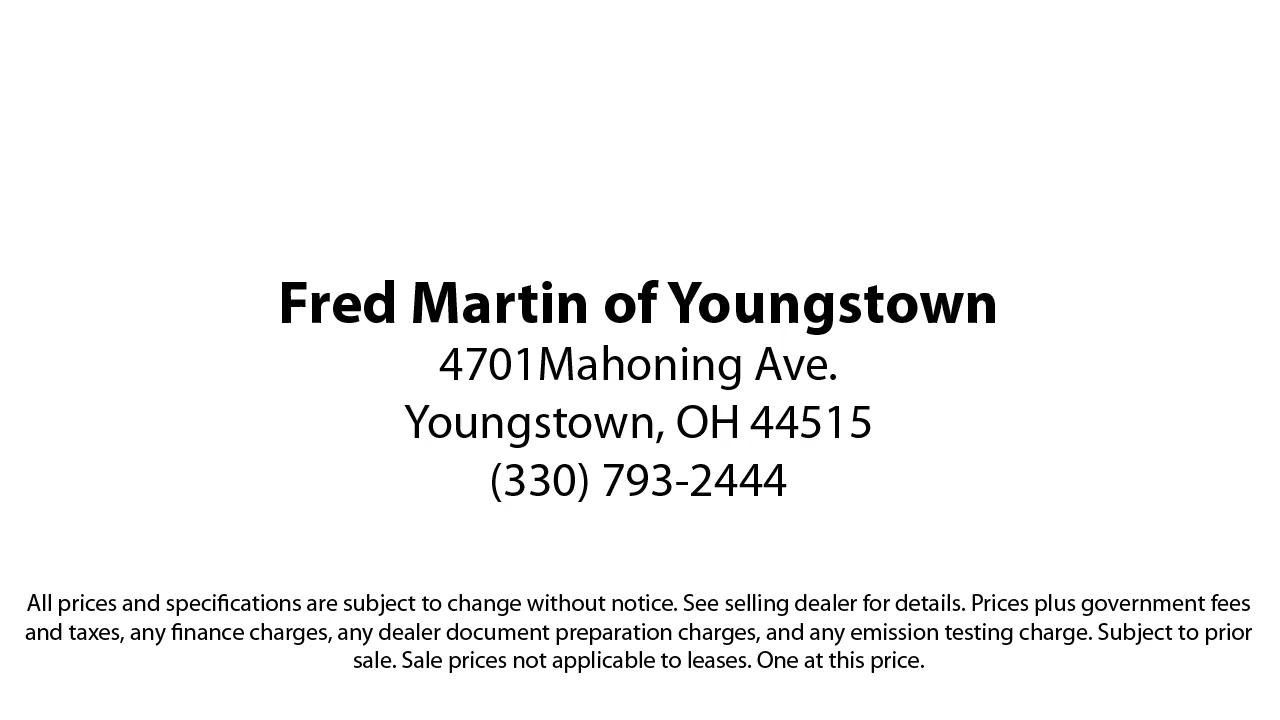 Fred Martin of Youngstown
4701Mahoning Ave.
Youngstown, OH 44515
(330) 793-2444
All prices and specifications are subject to change without notice. See selling dealer for details. Prices plus government fees
and taxes, any finance charges, any dealer document preparation charges, and any emission testing charge. Subject to prior
sale. Sale prices not applicable to leases. One at this price.